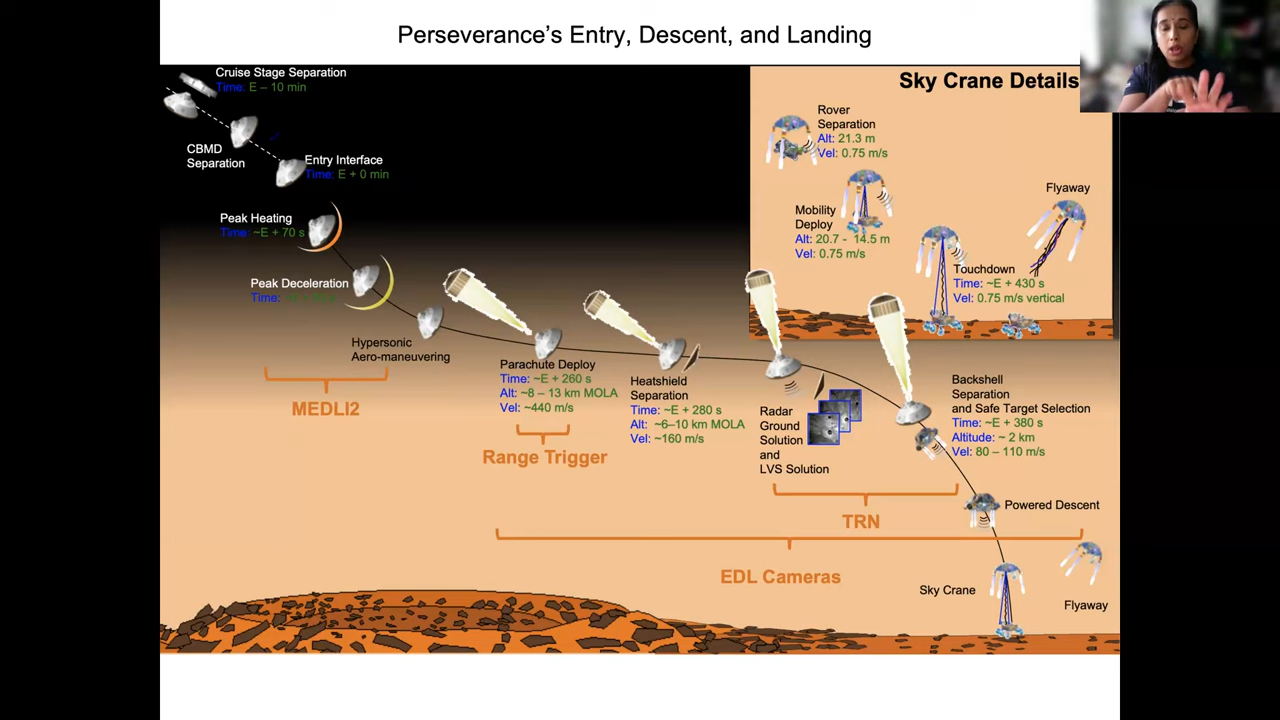 Perseverance's Entry, Descent, and Landing
Cruise Stage Separation
Time: E – 10 min
CBMD
Separation
Entry Interface
Time: E + 0 min
Peak Heating
Time: ~E + 70 s
Peak Deceleration
Time:
Hypersonic
Aero-maneuvering
MEDLI2
Parachute Deploy
Time: ~E + 260 s
Alt: ~8 – 13 km MOLA
Vel: ~440 m/s
Range Trigger
Heatshield
Separation
Time: ~E + 280 s
Alt: ~6–10 km MOLA
Vel: ~160 m/s
Radar
Ground
Solution
and
LVS Solution
TRN
EDL Cameras
Backshell
Separation
and Safe Target Selection
Time: ~E + 380 s
Altitude: ~ 2 km
Vel: 80 – 110 m/s
Powered Descent
Sky Crane
Flyaway
Sky Crane Details
Rover
Separation
Alt: 21.3 m
Vel: 0.75 m/s
Mobility
Deploy
Alt: 20.7 - 14.5 m
Vel: 0.75 m/s
Touchdown
Time: ~E + 430 s
Vel: 0.75 m/s vertical
Flyaway